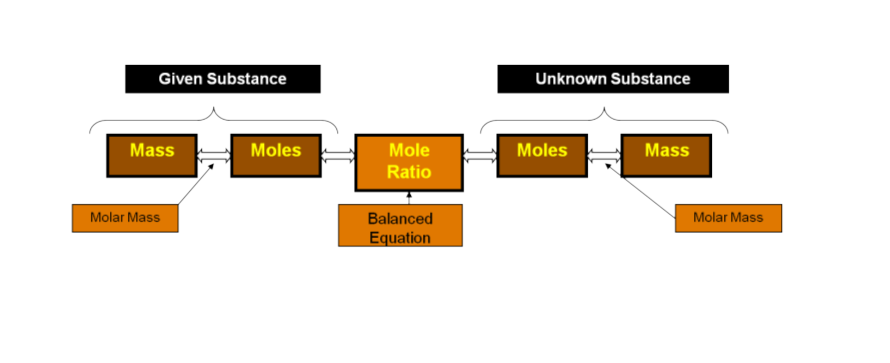 Given Substance
Unknown Substance
Mass
Moles
Mole
Ratio
Moles
Mass
Molar Mass
Balanced
Equation
Molar Mass